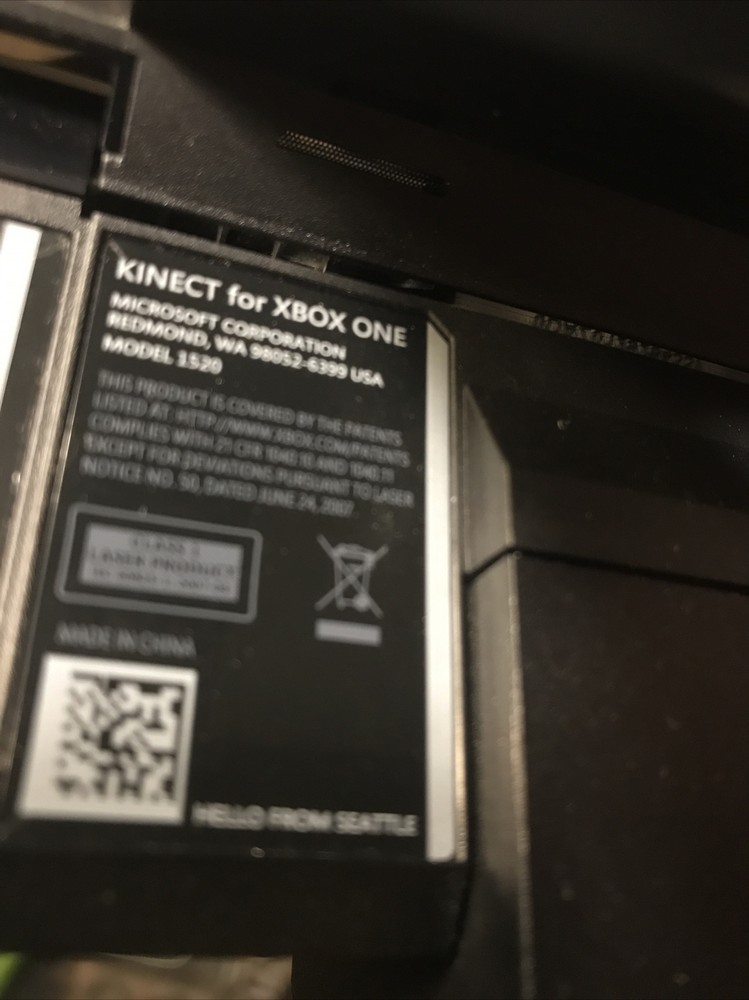 KINECT for XBOX ONE
MICROSOFT CORPORATION
REDMOND, WA 98052-6399 USA
MODEL 1520
THIS PRODUCT IS COVERED BY THE PATENTS
LISTED AT: HTTP://WWW.XBOX.COM/PATENTS
COMPLIES WITH 21 CFR 1040.10 AND 1040.11
EXCEPT FOR DEVIATIONS PURSUANT TO LASER
NOTICE NO. 50, DATED JUNE 24, 2007
CLASS 1
LASER PRODUCT
MADE IN CHINA
HELLO FROM SEATTLE